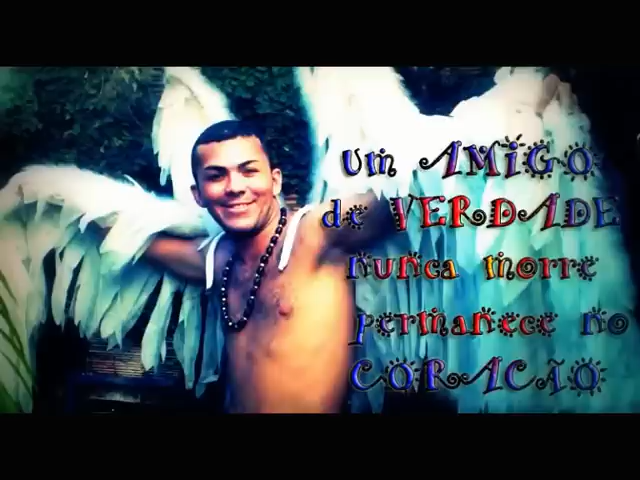 Um AMiGO
de VERDADE
nunca morre
permanece no
CORAÇÃO